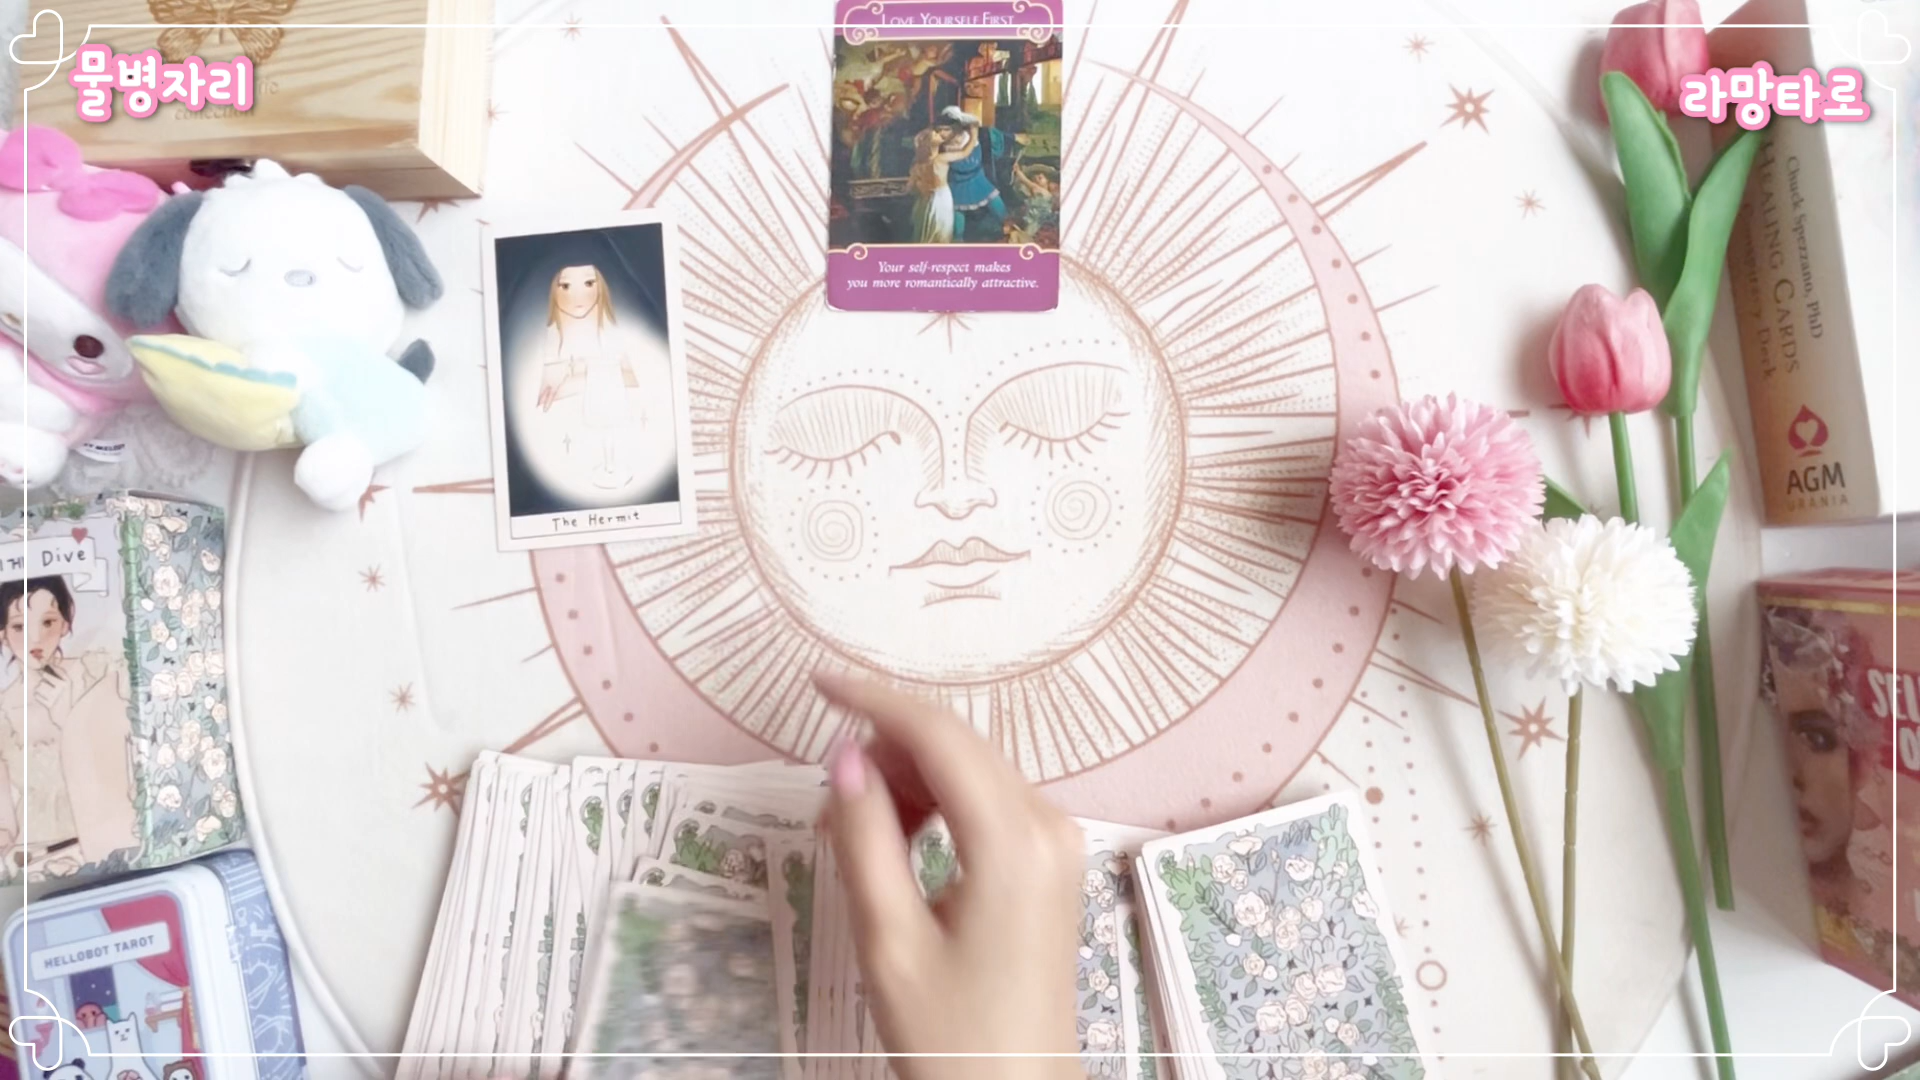 물병자리
라망타로
LOVE YOURSELF FIRST
Your self-respect makes
you more romantically attractive.
The Hermit
collection
Dive
HELLOBOT TAROT
Chuck Spezzano, PhD
HEALING CARDS
AGM
URANIA